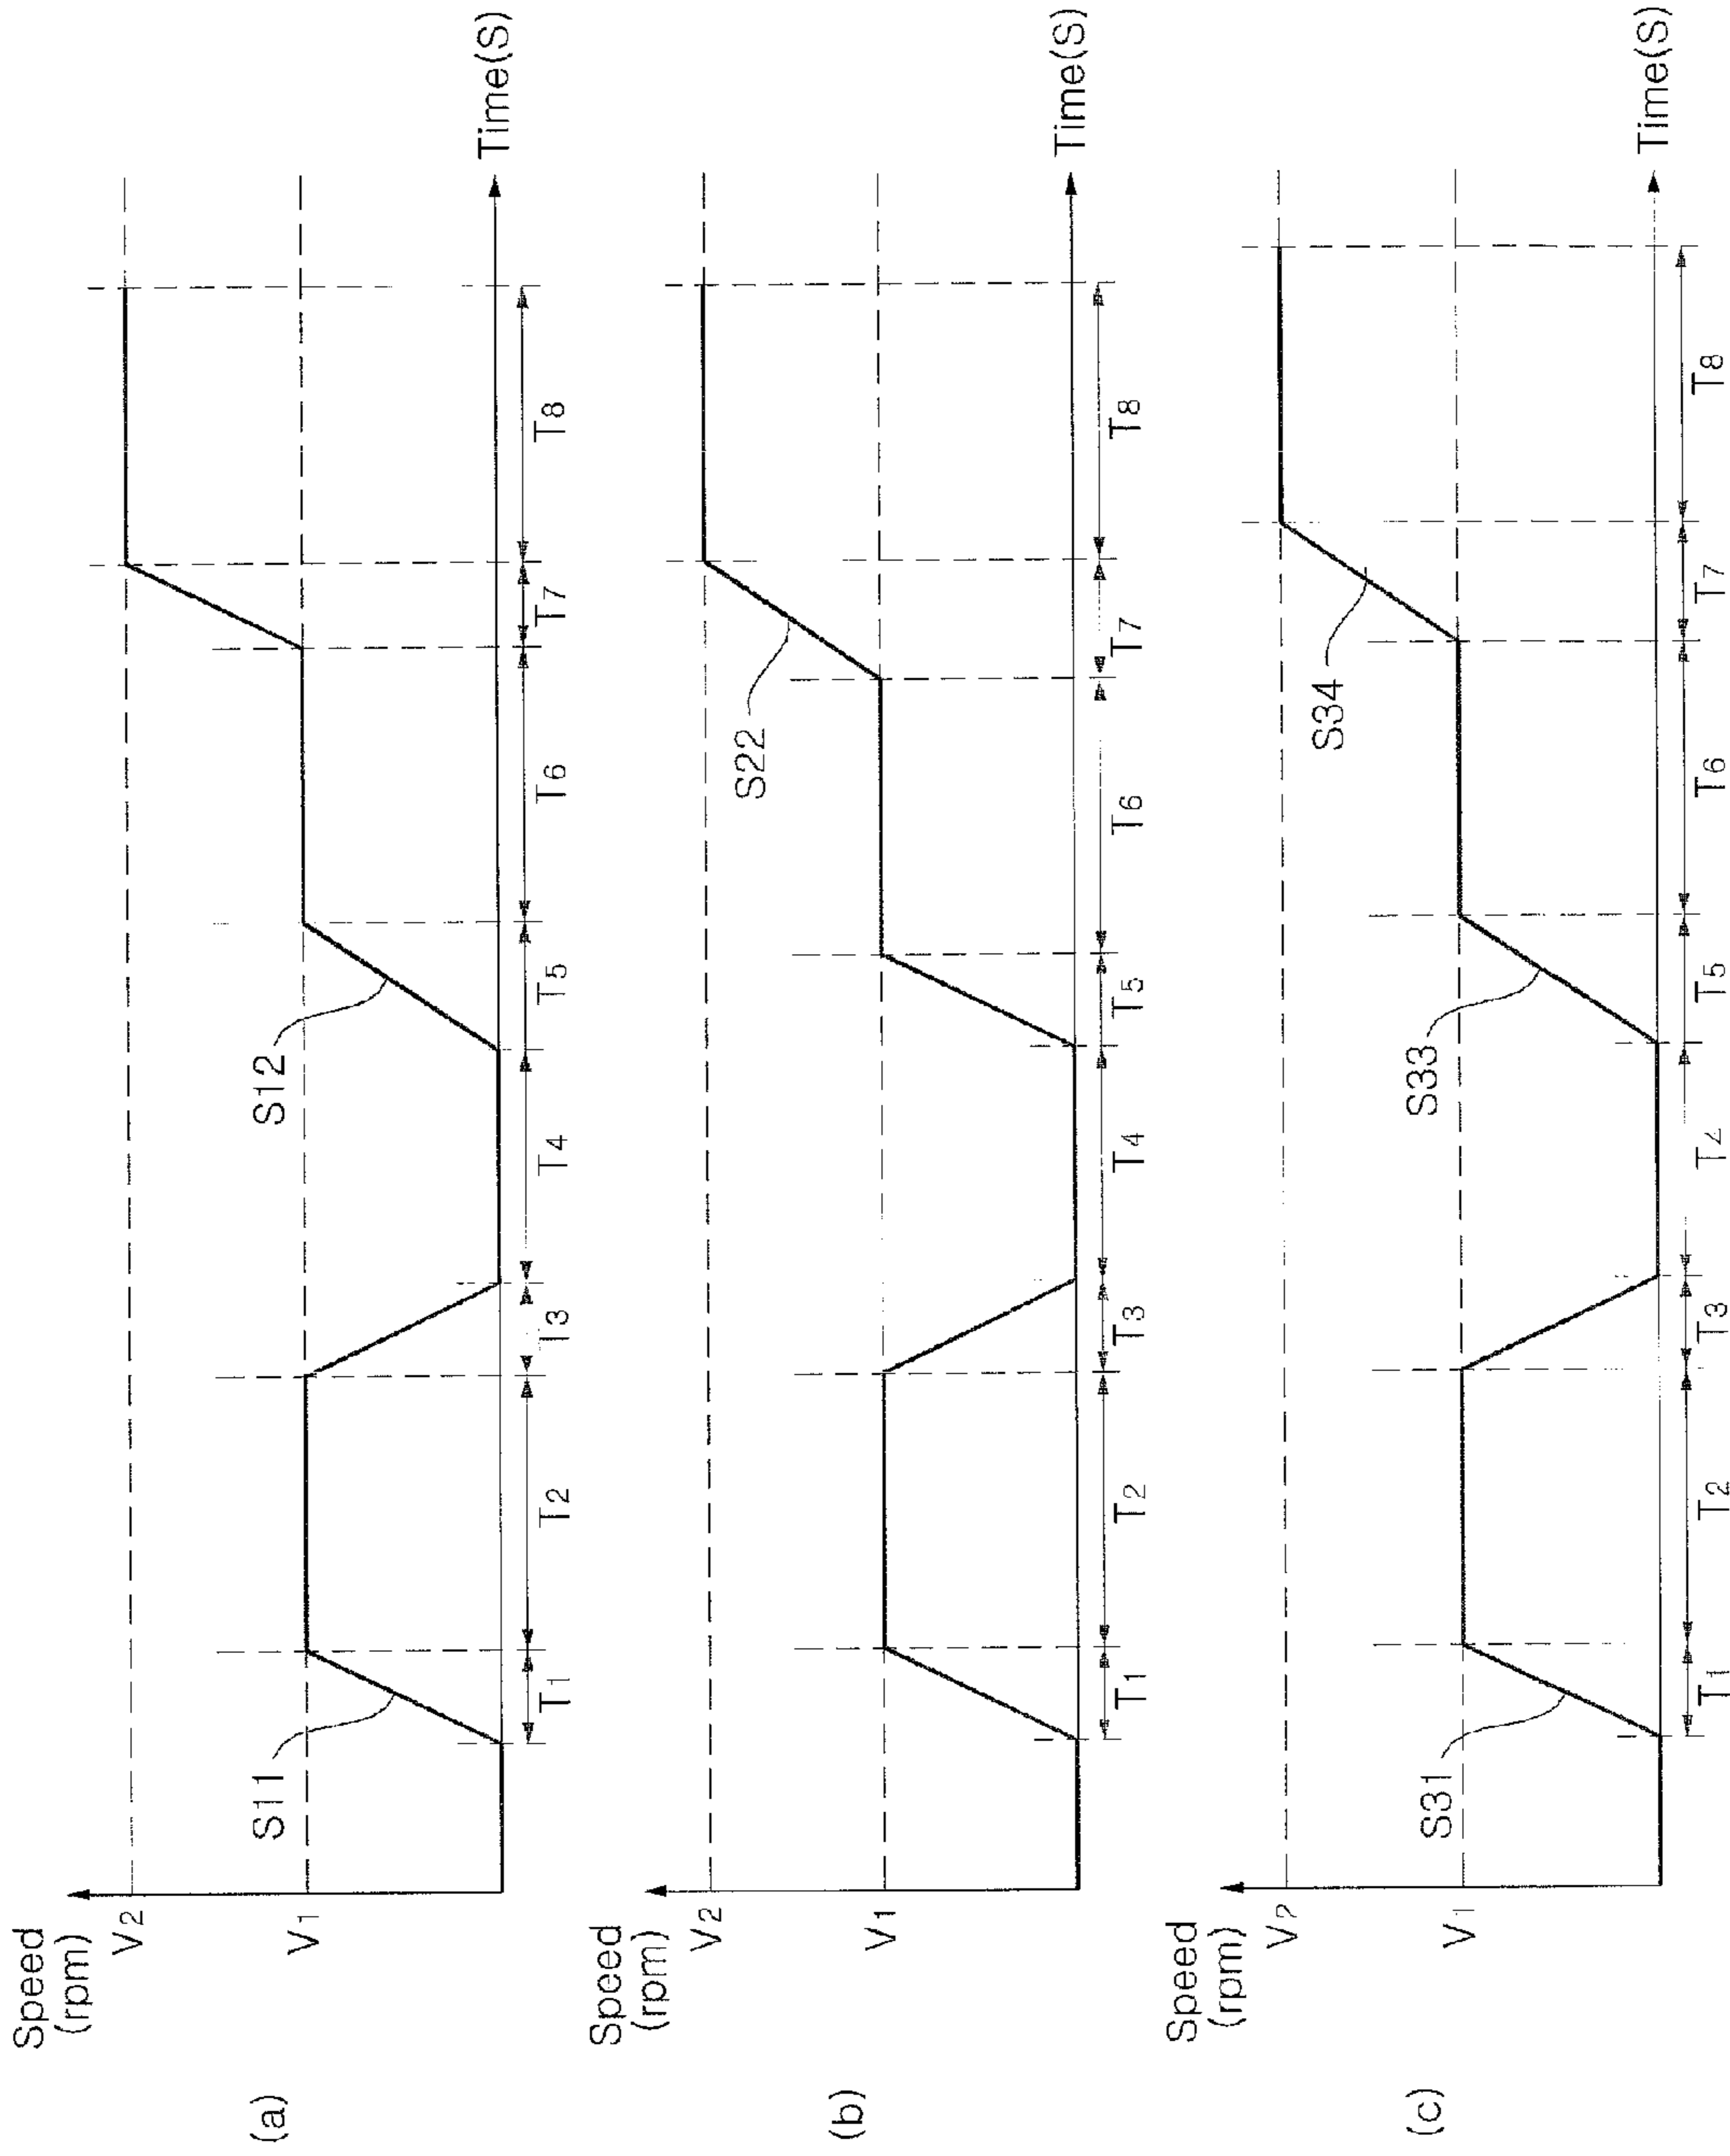 (a)
Speed
(rpm)
V2
V1
S11
S12
T1
T2
T3
T4
T5
T6
T7
T8
Time(S)
(b)
Speed
(rpm)
V2
V1
S22
T1
T2
T3
T4
T5
T6
T7
T8
Time(S)
(c)
Speed
(rpm)
V2
V1
S31
S33
S34
T1
T2
T3
T4
T5
T6
T7
T8
Time(S)